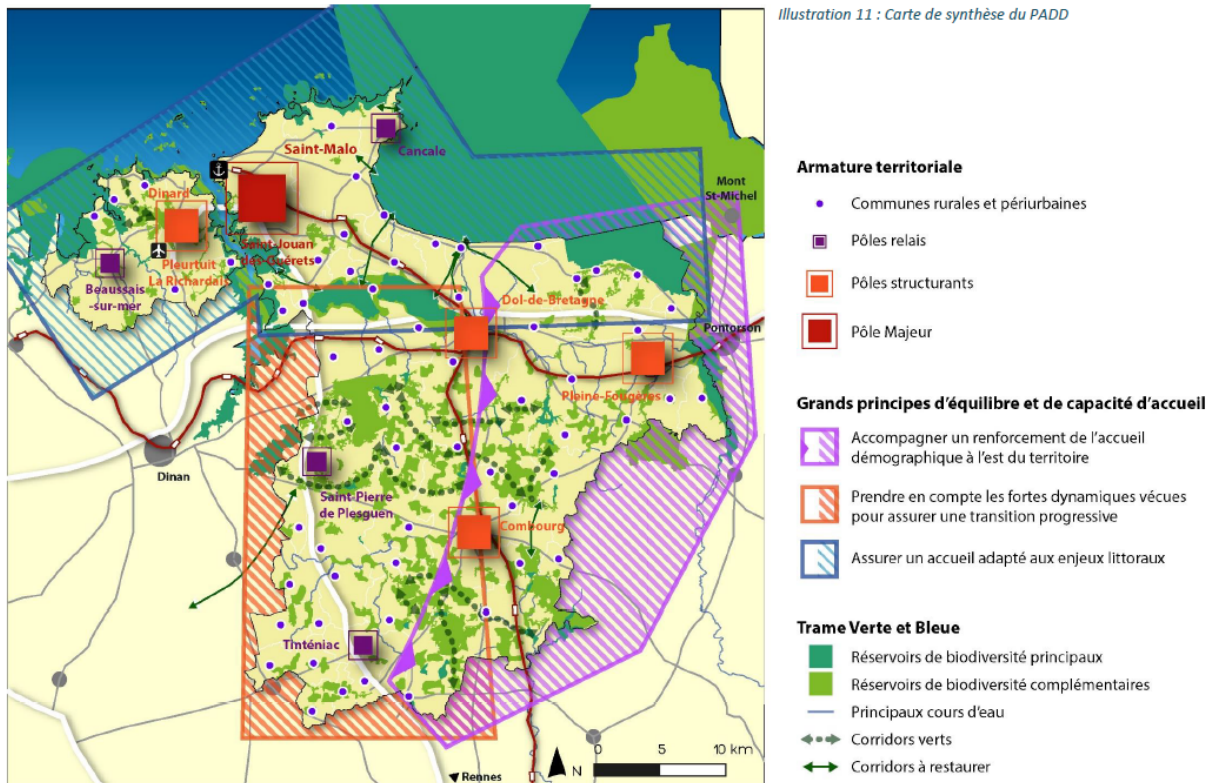 Illustration 11 : Carte de synthèse du PADD
Saint-Malo
Cancale
Mont
St-Michel
Dinard
Saint-Jouan
des-Guérets
Pleurtuit
La Richardais
Beaussais
-sur-mer
Dol-de-Bretagne
Pontorson
Pleine-Fougères
Dinan
Saint-Pierre
de Plesguen
Combourg
Tinténiac
Rennes
N
0 5 10 km
Armature territoriale
Communes rurales et périurbaines
Pôles relais
Pôles structurants
Pôle Majeur
Grands principes d'équilibre et de capacité d'accueil
Accompagner un renforcement de l'accueil
démographique à l'est du territoire
Prendre en compte les fortes dynamiques vécues
pour assurer une transition progressive
Assurer un accueil adapté aux enjeux littoraux
Trame Verte et Bleue
Réservoirs de biodiversité principaux
Réservoirs de biodiversité complémentaires
Principaux cours d'eau
Corridors verts
Corridors à restaurer